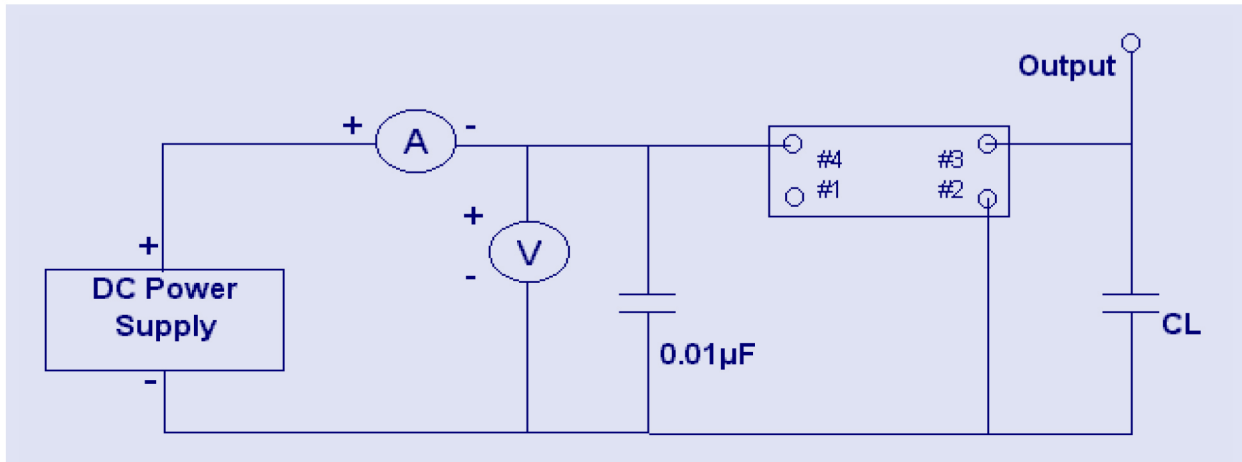 Output
+
A
-
#4
#3
#1
#2
+
V
-
+
DC Power
Supply
-
0.01µF
CL